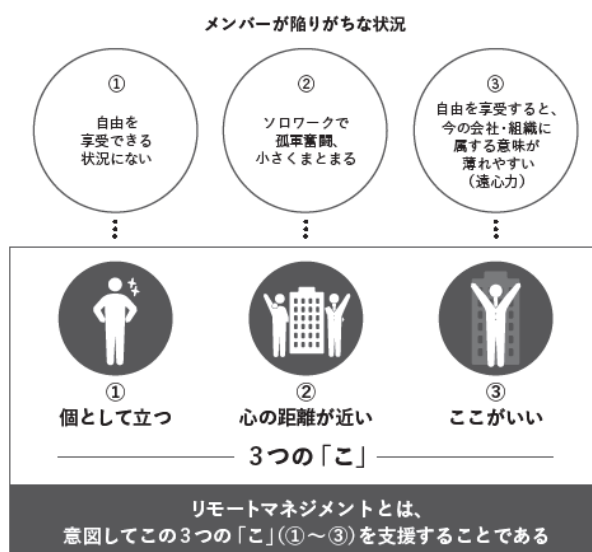 メンバーが陥りがちな状況
①
自由を
享受できる
状況にない
②
ソロワークで
孤軍奮闘、
小さくまとまる
③
自由を享受すると、
今の会社・組織に
属する意味が
薄れやすい
（遠心力）
①
個として立つ
②
心の距離が近い
③
ここがいい
3つの「こ」
リモートマネジメントとは、
意図してこの3つの「こ」（①～③）を支援することである